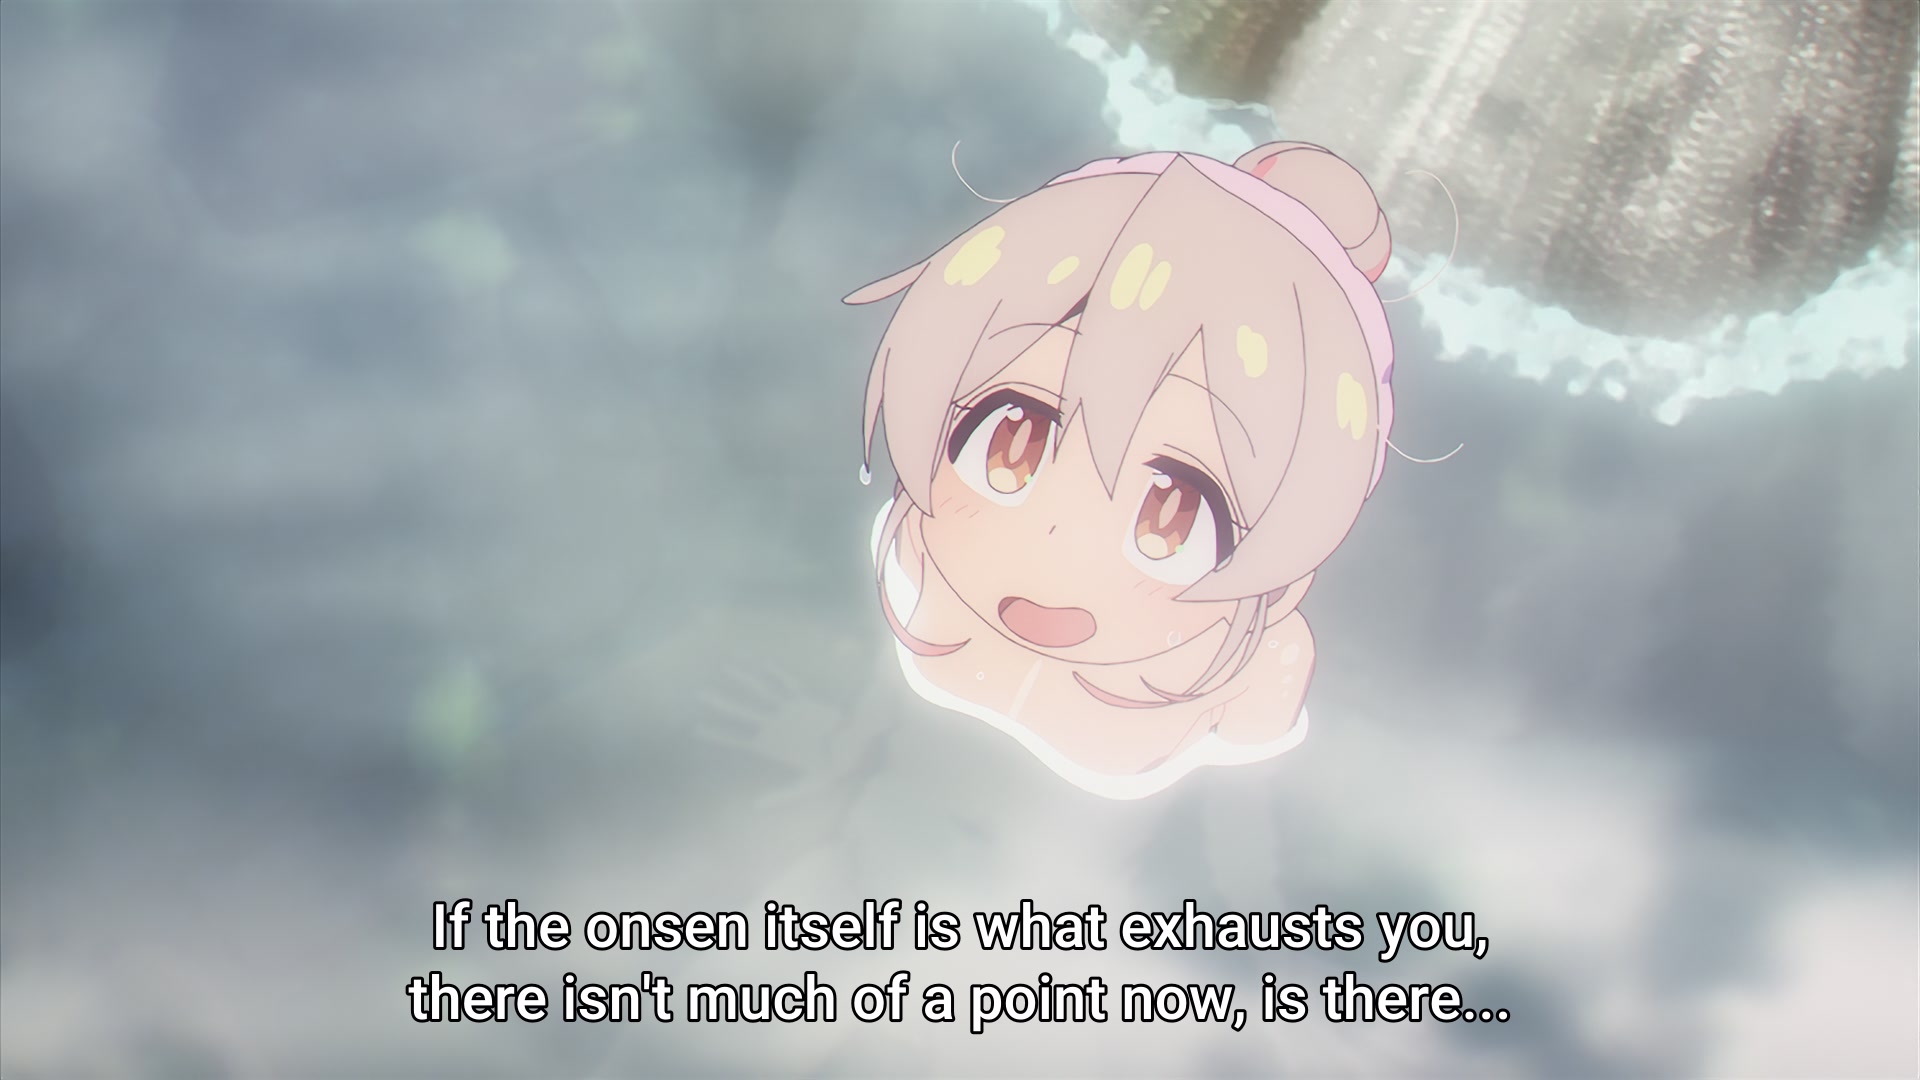 If the onsen itself is what exhausts you,
there isn't much of a point now, is there...